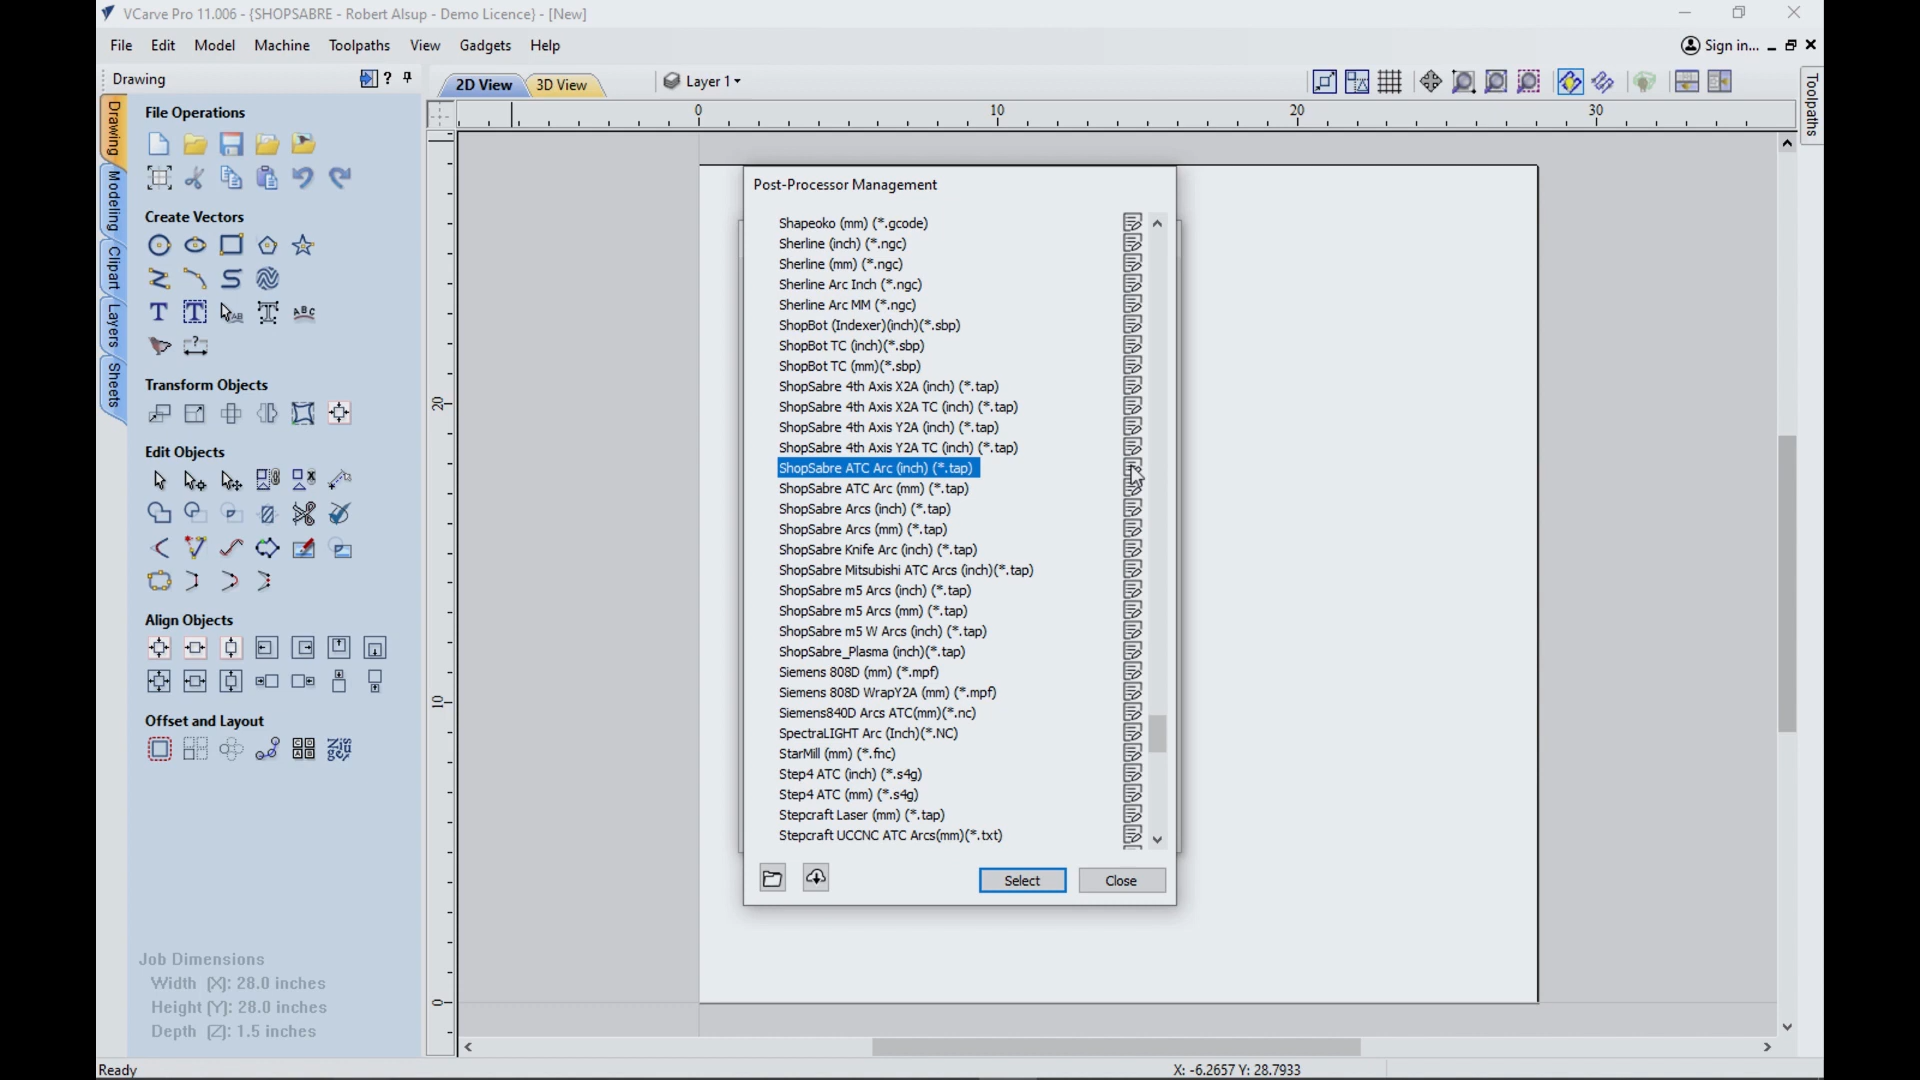 VCarve Pro 11.006 - {SHOPSABRE - Robert Alsup - Demo Licence} - [New]
File Edit Model Machine Toolpaths View Gadgets Help
Sign in...
Drawing
2D View 3D View Layer 1
Drawing
Modeling
Clipart
Layers
Sheets
Toolpaths
File Operations
Create Vectors
Transform Objects
Edit Objects
Align Objects
Offset and Layout
Job Dimensions
Width (X): 28.0 inches
Height (Y): 28.0 inches
Depth (Z): 1.5 inches
0 10 20 30
20
10
0
Post-Processor Management
Shapeoko (mm) (*.gcode)
Sherline (inch) (*.ngc)
Sherline (mm) (*.ngc)
Sherline Arc Inch (*.ngc)
Sherline Arc MM (*.ngc)
ShopBot (Indexer)(inch)(*.sbp)
ShopBot TC (inch)(*.sbp)
ShopBot TC (mm)(*.sbp)
ShopSabre 4th Axis X2A (inch) (*.tap)
ShopSabre 4th Axis X2A TC (inch) (*.tap)
ShopSabre 4th Axis Y2A (inch) (*.tap)
ShopSabre 4th Axis Y2A TC (inch) (*.tap)
ShopSabre ATC Arc (inch) (*.tap)
ShopSabre ATC Arc (mm) (*.tap)
ShopSabre Arcs (inch) (*.tap)
ShopSabre Arcs (mm) (*.tap)
ShopSabre Knife Arc (inch) (*.tap)
ShopSabre Mitsubishi ATC Arcs (inch)(*.tap)
ShopSabre m5 Arcs (inch) (*.tap)
ShopSabre m5 Arcs (mm) (*.tap)
ShopSabre m5 W Arcs (inch) (*.tap)
ShopSabre_Plasma (inch)(*.tap)
Siemens 808D (mm) (*.mpf)
Siemens 808D WrapY2A (mm) (*.mpf)
Siemens840D Arcs ATC(mm)(*.nc)
SpectraLIGHT Arc (Inch)(*.NC)
StarMill (mm) (*.fnc)
Step4 ATC (inch) (*.s4g)
Step4 ATC (mm) (*.s4g)
Stepcraft Laser (mm) (*.tap)
Stepcraft UCCNC ATC Arcs(mm)(*.txt)
Select Close
Ready
X: -6.2657 Y: 28.7933